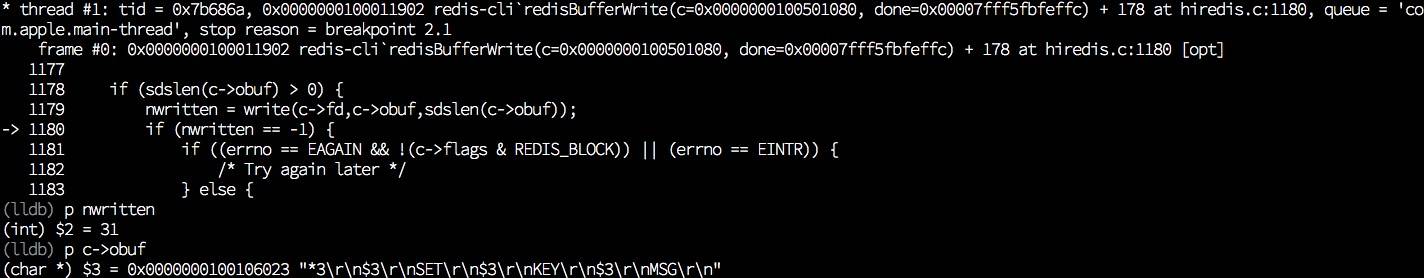 * thread #1: tid = 0x7b686a, 0x0000000100011902 redis-cli`redisBufferWrite(c=0x0000000100501080, done=0x00007fff5fbfeffc) + 178 at hiredis.c:1180, queue = 'co
m.apple.main-thread', stop reason = breakpoint 2.1
    frame #0: 0x0000000100011902 redis-cli`redisBufferWrite(c=0x0000000100501080, done=0x00007fff5fbfeffc) + 178 at hiredis.c:1180 [opt]
   1177
   1178     if (sdslen(c->obuf) > 0) {
   1179         nwritten = write(c->fd,c->obuf,sdslen(c->obuf));
-> 1180         if (nwritten == -1) {
   1181             if ((errno == EAGAIN && !(c->flags & REDIS_BLOCK)) || (errno == EINTR)) {
   1182                 /* Try again later */
   1183             } else {
(lldb) p nwritten
(int) $2 = 31
(lldb) p c->obuf
(char *) $3 = 0x0000000100106023 "*3\r\n$3\r\nSET\r\n$3\r\nKEY\r\n$3\r\nMSG\r\n"